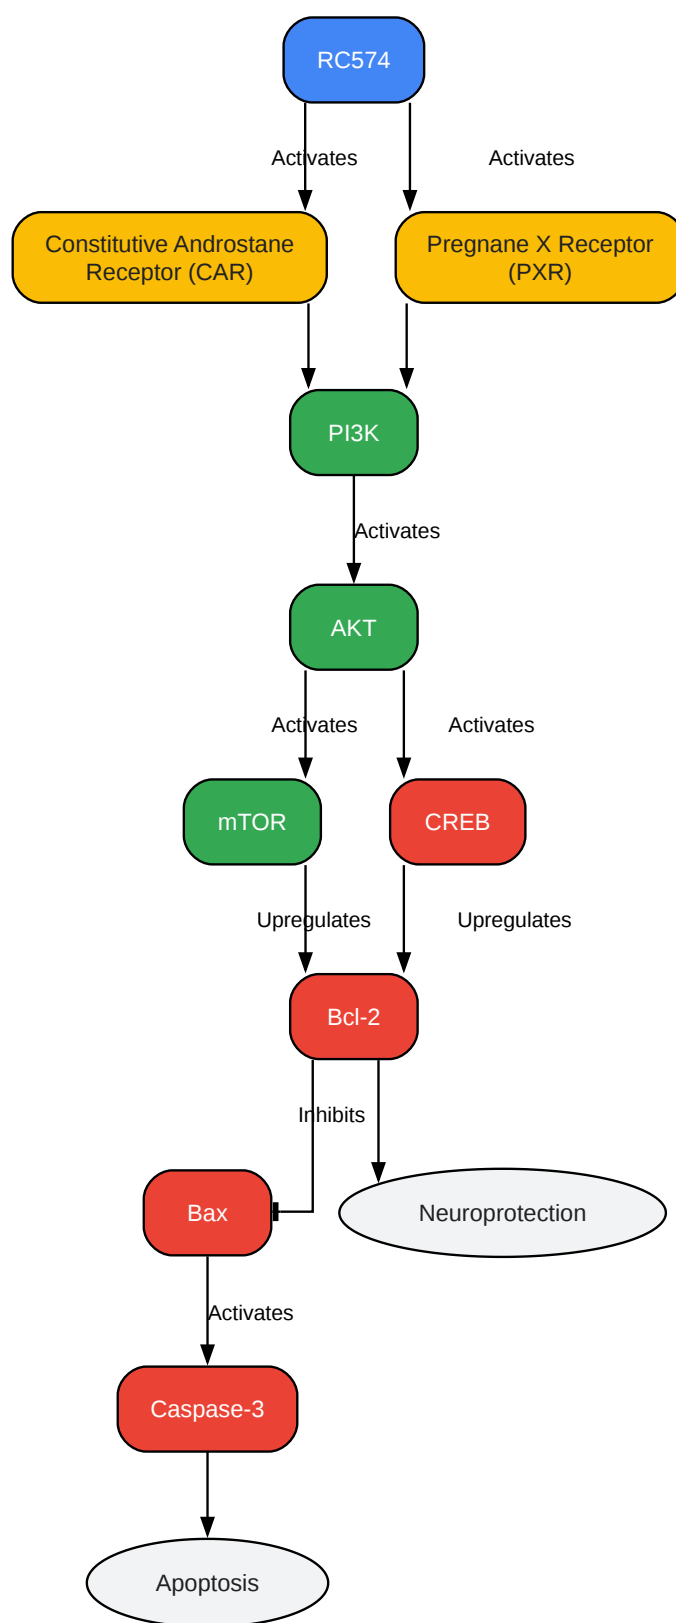 RC574
Activates
Activates
Constitutive Androstane
Receptor (CAR)
Pregnane X Receptor
(PXR)
PI3K
Activates
AKT
Activates
Activates
mTOR
CREB
Upregulates
Upregulates
Bcl-2
Inhibits
Bax
Neuroprotection
Activates
Caspase-3
Apoptosis